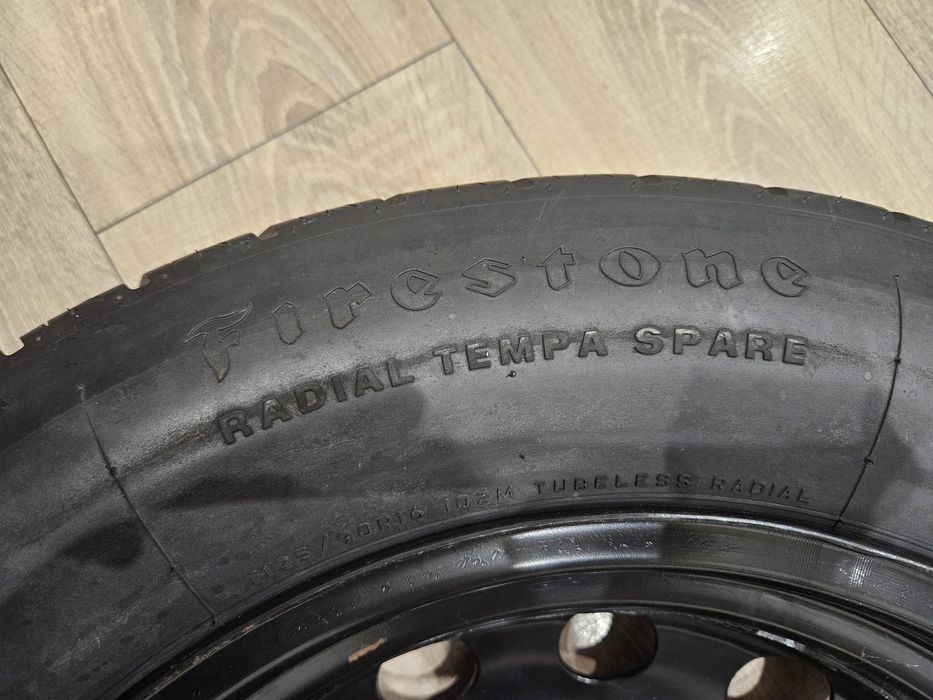 Firestone
RADIAL TEMPA SPARE
102M TUBELESS RADIAL